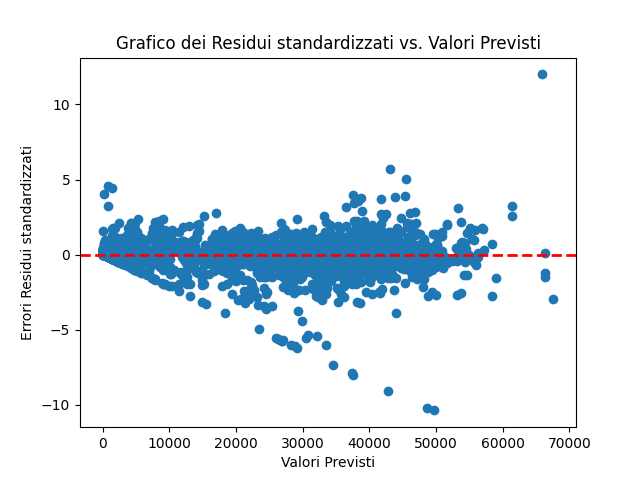 Grafico dei Residui standardizzati vs. Valori Previsti
Errori Residui standardizzati
10
5
0
−5
−10
0 10000 20000 30000 40000 50000 60000 70000
Valori Previsti